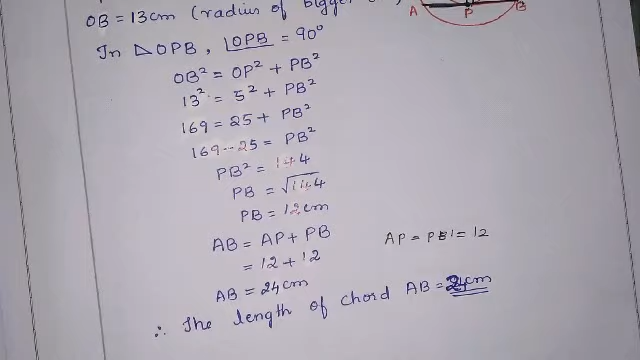 OB = 13cm (radius of bigger
A P B
In △OPB, ∠OPB = 90°
OB² = OP² + PB²
13² = 5² + PB²
169 = 25 + PB²
169 - 25 = PB²
PB² = 144
PB = √144
PB = 12cm
AB = AP + PB
AP = PB = 12
= 12 + 12
AB = 24cm
∴ The length of chord AB = 24cm